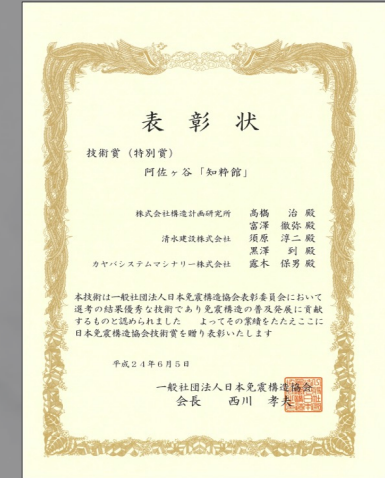 表彰状
技術賞（特別賞）
阿佐ヶ谷「知粋館」
株式会社構造計画研究所 高橋 治 殿
富澤 徹弥 殿
清水建設株式会社 須原 淳二 殿
黒澤 到 殿
カヤバシステムマシナリー株式会社 露木 保男 殿
本技術は一般社団法人日本免震構造協会表彰委員会において
選考の結果優秀な技術であり免震構造の普及発展に貢献
するものと認められました よってその業績をたたえここに
日本免震構造協会技術賞を贈り表彰いたします
平成２４年６月５日
一般社団法人日本免震構造協会
会長 西川 孝夫